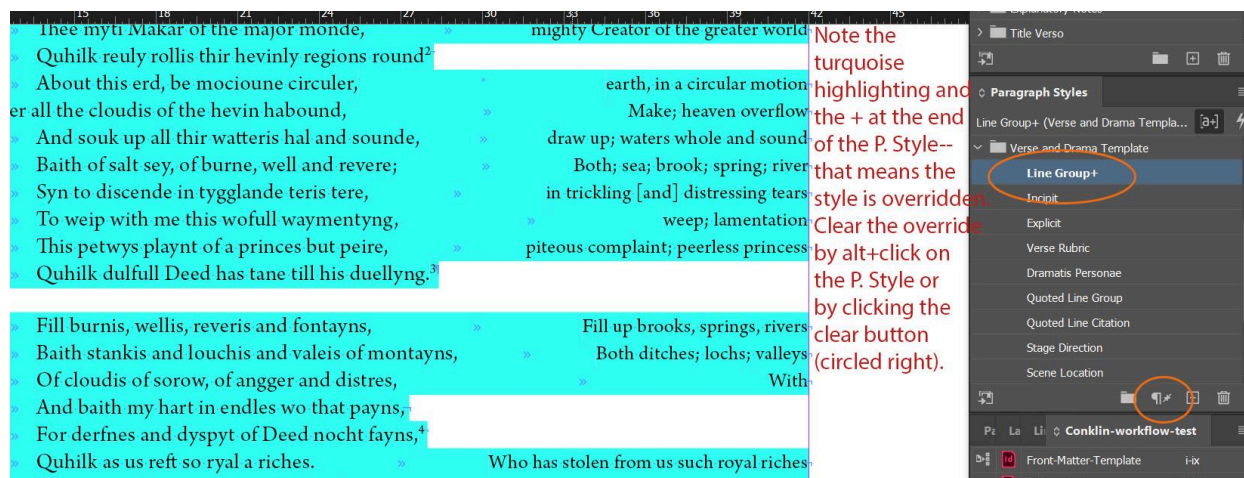 15 18 21 24 27 30 33 36 39 42 45
Thee myti Makar of the major monde, mighty Creator of the greater world
Quhilk reuly rollis thir hevinly regions round2
About this erd, be mocioune circuler, earth, in a circular motion
er all the cloudis of the hevin habound, Make; heaven overflow
And souk up all thir watteris hal and sounde, draw up; waters whole and sound
Baith of salt sey, of burne, well and revere; Both; sea; brook; spring; river
Syn to discende in tygglande teris tere, in trickling [and] distressing tears
To weip with me this wofull waymentyng, weep; lamentation
This petwys playnt of a princes but peire, piteous complaint; peerless princess
Quhilk dulfull Deed has tane till his duellyng.3
Fill burnis, wellis, reveris and fontayns, Fill up brooks, springs, rivers
Baith stankis and louchis and valeis of montayns, Both ditches; lochs; valleys
Of cloudis of sorow, of angger and distres, With
And baith my hart in endles wo that payns,
For derfnes and dyspyt of Deed nocht fayns,4
Quhilk as us reft so ryal a riches. Who has stolen from us such royal riches
Note the
turquoise
highlighting and
the + at the end
of the P. Style--
that means the
style is overridden.
Clear the override
by alt+click on
the P. Style or
by clicking the
clear button
(circled right).
Explanatory Notes
Title Verso
Paragraph Styles
Line Group+ (Verse and Drama Templa... [a+]
Verse and Drama Template
Line Group+
Incipit
Explicit
Verse Rubric
Dramatis Personae
Quoted Line Group
Quoted Line Citation
Stage Direction
Scene Location
Pa La Li Conklin-workflow-test
Id Front-Matter-Template i-ix